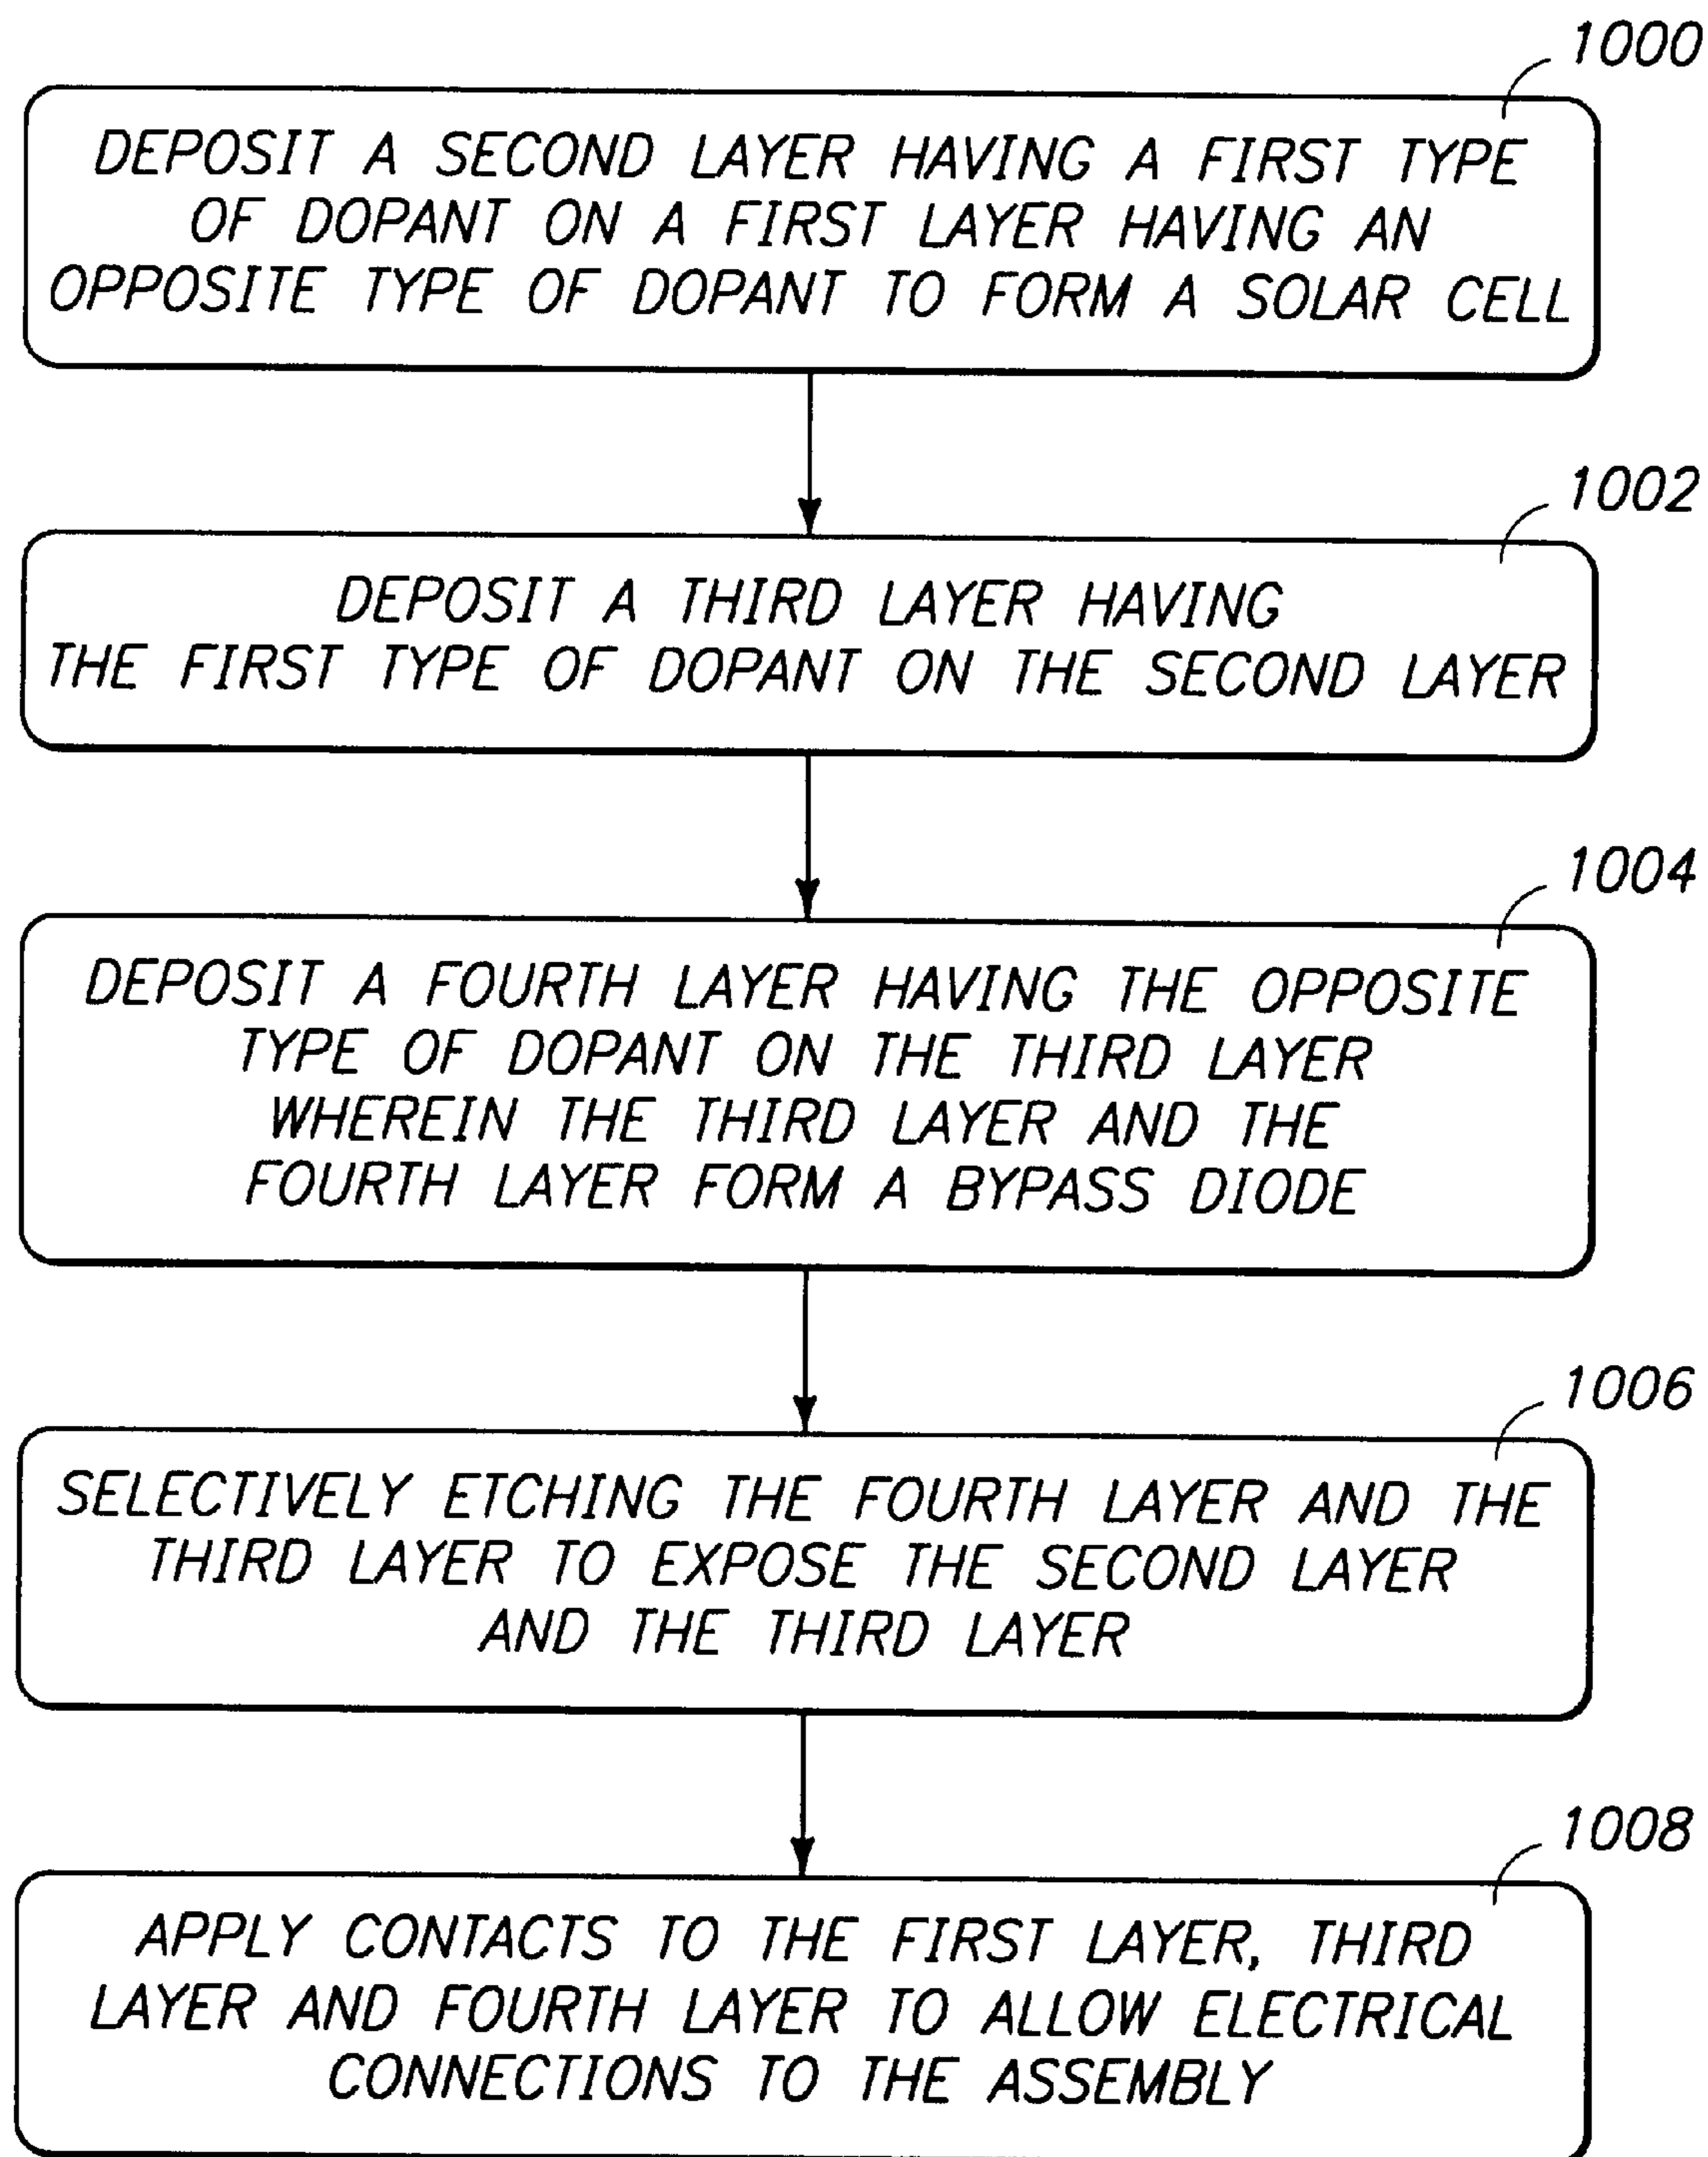 1000
DEPOSIT A SECOND LAYER HAVING A FIRST TYPE
OF DOPANT ON A FIRST LAYER HAVING AN
OPPOSITE TYPE OF DOPANT TO FORM A SOLAR CELL
1002
DEPOSIT A THIRD LAYER HAVING
THE FIRST TYPE OF DOPANT ON THE SECOND LAYER
1004
DEPOSIT A FOURTH LAYER HAVING THE OPPOSITE
TYPE OF DOPANT ON THE THIRD LAYER
WHEREIN THE THIRD LAYER AND THE
FOURTH LAYER FORM A BYPASS DIODE
1006
SELECTIVELY ETCHING THE FOURTH LAYER AND THE
THIRD LAYER TO EXPOSE THE SECOND LAYER
AND THE THIRD LAYER
1008
APPLY CONTACTS TO THE FIRST LAYER, THIRD
LAYER AND FOURTH LAYER TO ALLOW ELECTRICAL
CONNECTIONS TO THE ASSEMBLY